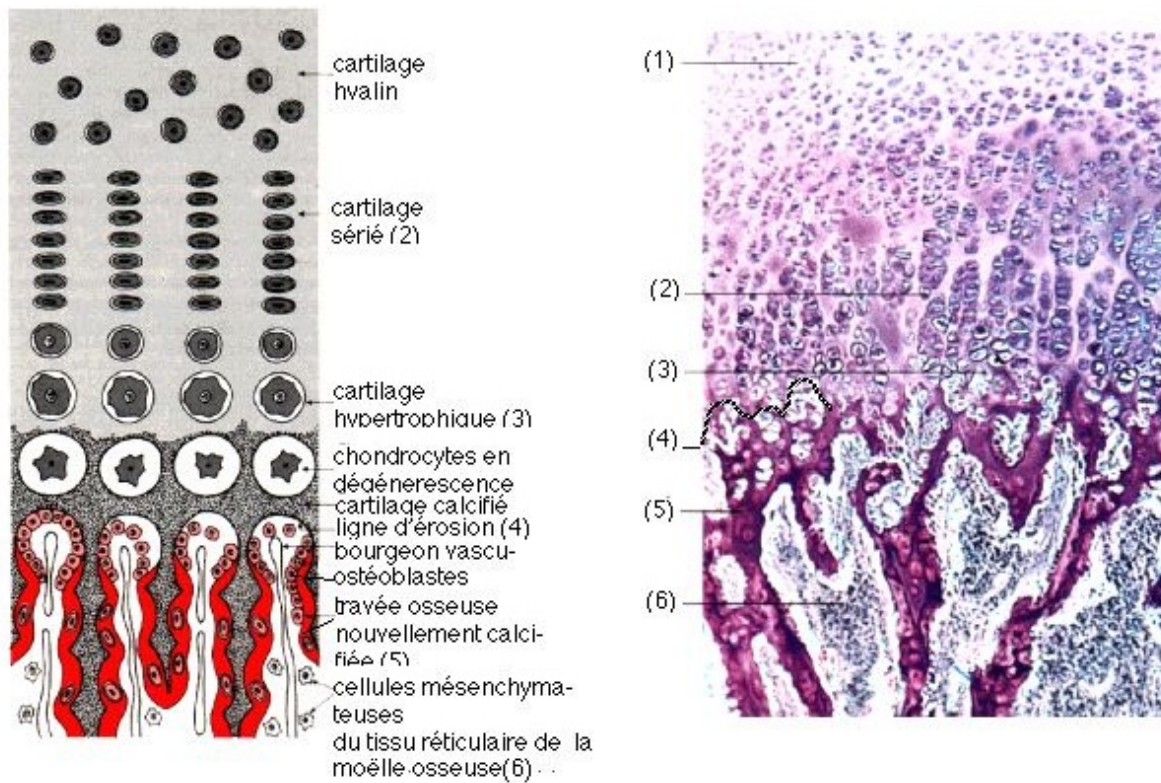 cartilage
hyalin
cartilage
sérié (2)
cartilage
hypertrophique (3)
chondrocytes en
dégénerescence
cartilage calcifié
ligne d'érosion (4)
bourgeon vascu-
ostéoblastes
travée osseuse
nouvellement calci-
fiée (5)
cellules mésenchyma-
teuses
du tissu réticulaire de la
moëlle osseuse(6)
(1)
(2)
(3)
(4)
(5)
(6)